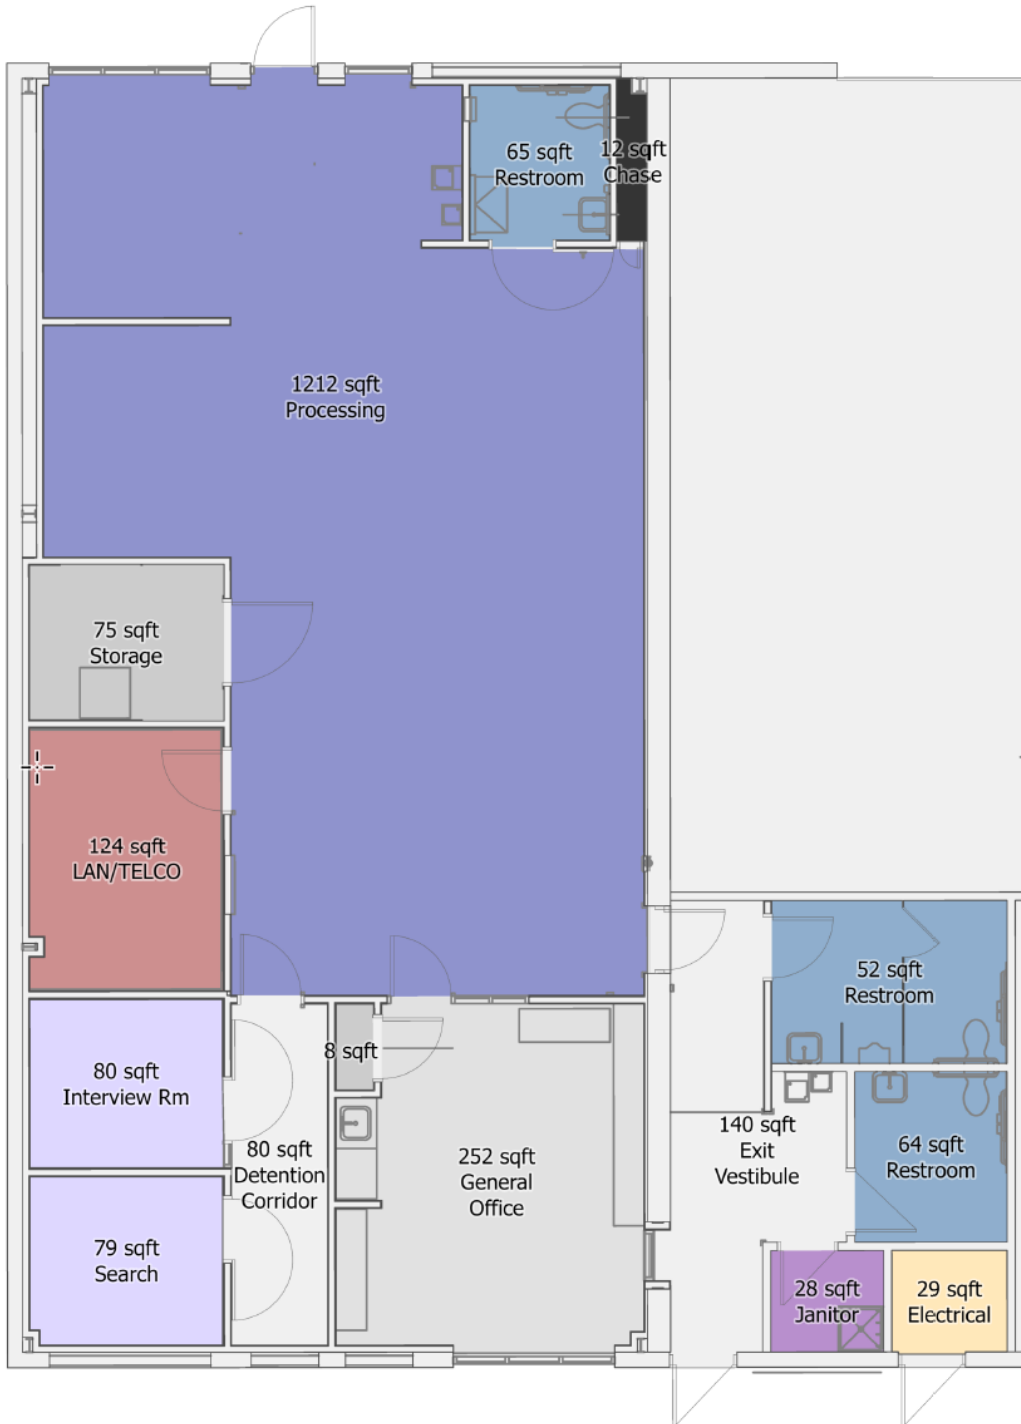 65 sqft
Restroom
12 sqft
Chase
1212 sqft
Processing
75 sqft
Storage
124 sqft
LAN/TELCO
52 sqft
Restroom
8 sqft
80 sqft
Interview Rm
80 sqft
Detention
Corridor
252 sqft
General
Office
140 sqft
Exit
Vestibule
64 sqft
Restroom
79 sqft
Search
28 sqft
Janitor
29 sqft
Electrical